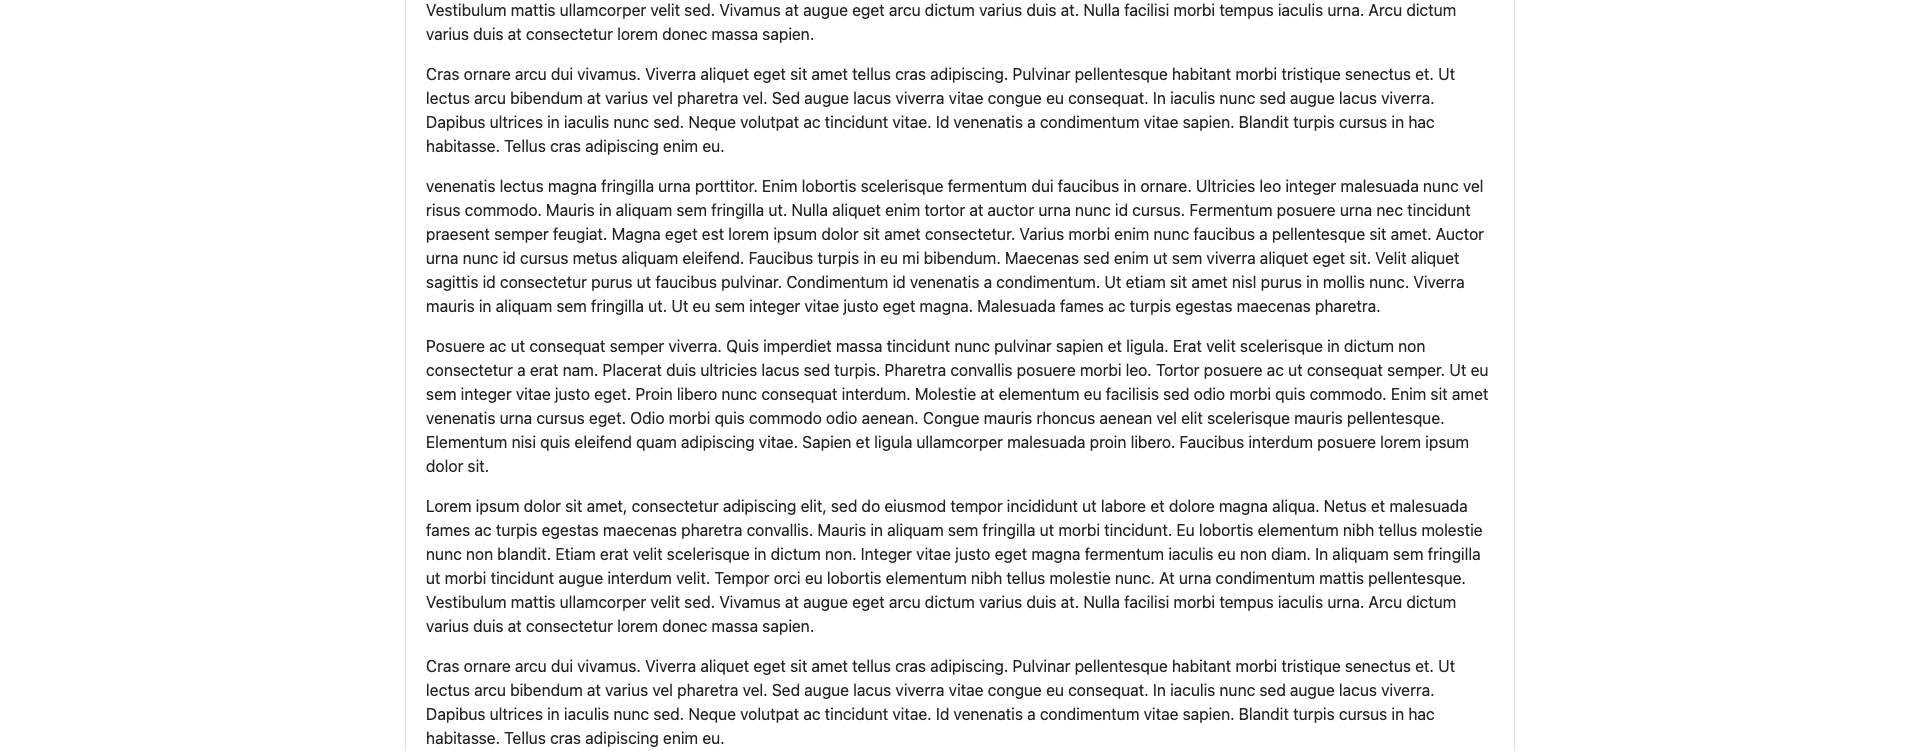 Vestibulum mattis ullamcorper velit sed. Vivamus at augue eget arcu dictum varius duis at. Nulla facilisi morbi tempus iaculis urna. Arcu dictum
varius duis at consectetur lorem donec massa sapien.
Cras ornare arcu dui vivamus. Viverra aliquet eget sit amet tellus cras adipiscing. Pulvinar pellentesque habitant morbi tristique senectus et. Ut
lectus arcu bibendum at varius vel pharetra vel. Sed augue lacus viverra vitae congue eu consequat. In iaculis nunc sed augue lacus viverra.
Dapibus ultrices in iaculis nunc sed. Neque volutpat ac tincidunt vitae. Id venenatis a condimentum vitae sapien. Blandit turpis cursus in hac
habitasse. Tellus cras adipiscing enim eu.
venenatis lectus magna fringilla urna porttitor. Enim lobortis scelerisque fermentum dui faucibus in ornare. Ultricies leo integer malesuada nunc vel
risus commodo. Mauris in aliquam sem fringilla ut. Nulla aliquet enim tortor at auctor urna nunc id cursus. Fermentum posuere urna nec tincidunt
praesent semper feugiat. Magna eget est lorem ipsum dolor sit amet consectetur. Varius morbi enim nunc faucibus a pellentesque sit amet. Auctor
urna nunc id cursus metus aliquam eleifend. Faucibus turpis in eu mi bibendum. Maecenas sed enim ut sem viverra aliquet eget sit. Velit aliquet
sagittis id consectetur purus ut faucibus pulvinar. Condimentum id venenatis a condimentum. Ut etiam sit amet nisl purus in mollis nunc. Viverra
mauris in aliquam sem fringilla ut. Ut eu sem integer vitae justo eget magna. Malesuada fames ac turpis egestas maecenas pharetra.
Posuere ac ut consequat semper viverra. Quis imperdiet massa tincidunt nunc pulvinar sapien et ligula. Erat velit scelerisque in dictum non
consectetur a erat nam. Placerat duis ultricies lacus sed turpis. Pharetra convallis posuere morbi leo. Tortor posuere ac ut consequat semper. Ut eu
sem integer vitae justo eget. Proin libero nunc consequat interdum. Molestie at elementum eu facilisis sed odio morbi quis commodo. Enim sit amet
venenatis urna cursus eget. Odio morbi quis commodo odio aenean. Congue mauris rhoncus aenean vel elit scelerisque mauris pellentesque.
Elementum nisi quis eleifend quam adipiscing vitae. Sapien et ligula ullamcorper malesuada proin libero. Faucibus interdum posuere lorem ipsum
dolor sit.
Lorem ipsum dolor sit amet, consectetur adipiscing elit, sed do eiusmod tempor incididunt ut labore et dolore magna aliqua. Netus et malesuada
fames ac turpis egestas maecenas pharetra convallis. Mauris in aliquam sem fringilla ut morbi tincidunt. Eu lobortis elementum nibh tellus molestie
nunc non blandit. Etiam erat velit scelerisque in dictum non. Integer vitae justo eget magna fermentum iaculis eu non diam. In aliquam sem fringilla
ut morbi tincidunt augue interdum velit. Tempor orci eu lobortis elementum nibh tellus molestie nunc. At urna condimentum mattis pellentesque.
Vestibulum mattis ullamcorper velit sed. Vivamus at augue eget arcu dictum varius duis at. Nulla facilisi morbi tempus iaculis urna. Arcu dictum
varius duis at consectetur lorem donec massa sapien.
Cras ornare arcu dui vivamus. Viverra aliquet eget sit amet tellus cras adipiscing. Pulvinar pellentesque habitant morbi tristique senectus et. Ut
lectus arcu bibendum at varius vel pharetra vel. Sed augue lacus viverra vitae congue eu consequat. In iaculis nunc sed augue lacus viverra.
Dapibus ultrices in iaculis nunc sed. Neque volutpat ac tincidunt vitae. Id venenatis a condimentum vitae sapien. Blandit turpis cursus in hac
habitasse. Tellus cras adipiscing enim eu.